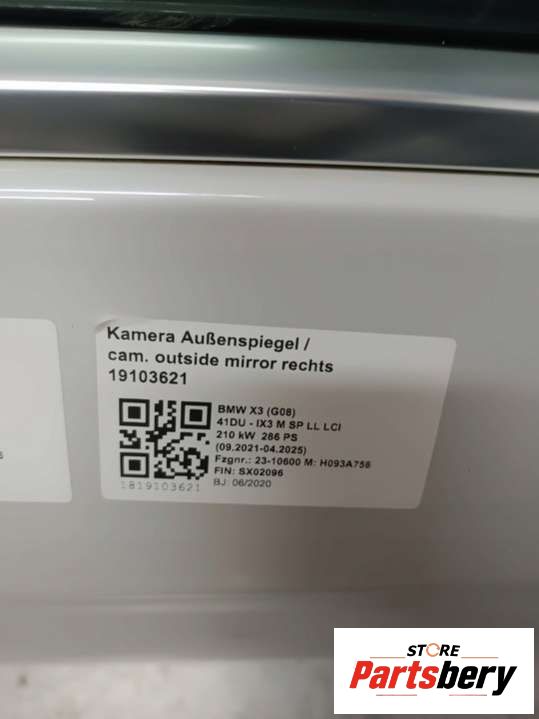 Kamera Außenspiegel /
cam. outside mirror rechts
19103621
BMW X3 (G08)
41DU - IX3 M SP LL LCI
210 kW 286 PS
(09.2021-04.2025)
Fzgnr.: 23-10600 M: H093A756
FIN: SX02096
BJ: 06/2020
1819103621
STORE
Partsbery